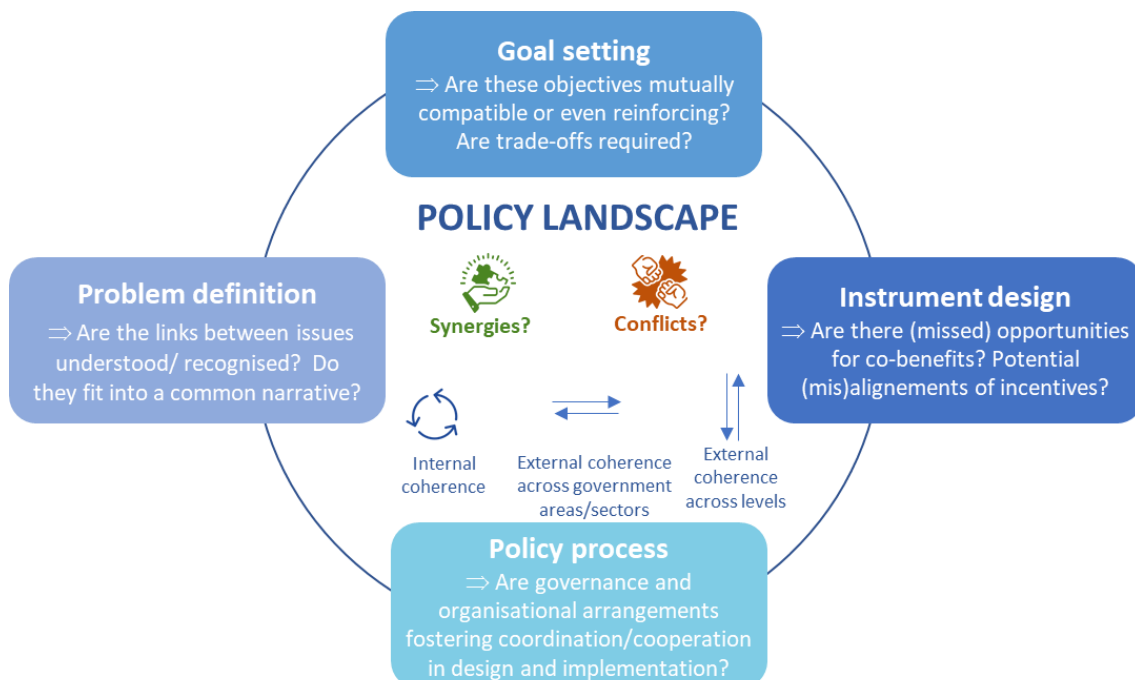 Goal setting
⇒ Are these objectives mutually
compatible or even reinforcing?
Are trade-offs required?
POLICY LANDSCAPE
Synergies?
Conflicts?
Problem definition
⇒ Are the links between issues
understood/ recognised? Do
they fit into a common narrative?
Instrument design
⇒ Are there (missed) opportunities
for co-benefits? Potential
(mis)alignements of incentives?
Internal
coherence
External coherence
across government
areas/sectors
External
coherence
across levels
Policy process
⇒ Are governance and
organisational arrangements
fostering coordination/cooperation
in design and implementation?